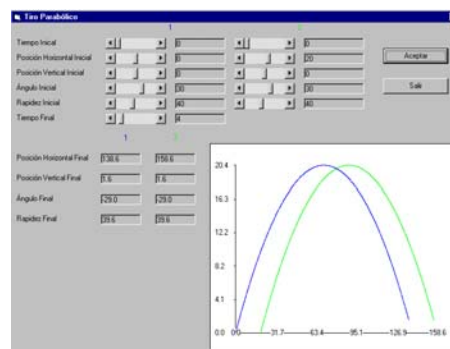 Tiro Parabólico
1 2
Tiempo Inicial 0 0
Posición Horizontal Inicial 0 20
Posición Vertical Inicial 0 0
Ángulo Inicial 30 30
Rapidez Inicial 40 40
Tiempo Final 4
Aceptar
Salir
1 2
Posición Horizontal Final 138.6 158.6
Posición Vertical Final 1.6 1.6
Ángulo Final -29.0 -29.0
Rapidez Final 39.6 39.6
20.4
16.3
12.2
8.2
4.1
0.0 0.0 31.7 63.4 95.1 126.9 158.6